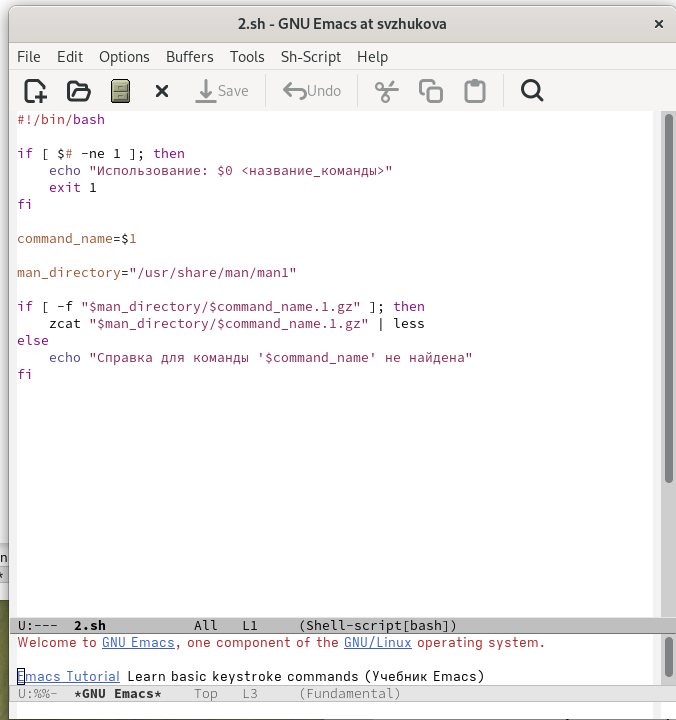 2.sh - GNU Emacs at svzhukova
File Edit Options Buffers Tools Sh-Script Help
Save Undo
#!/bin/bash
if [ $# -ne 1 ]; then
    echo "Использование: $0 <название_команды>"
    exit 1
fi
command_name=$1
man_directory="/usr/share/man/man1"
if [ -f "$man_directory/$command_name.1.gz" ]; then
    zcat "$man_directory/$command_name.1.gz" | less
else
    echo "Справка для команды '$command_name' не найдена"
fi
U:--- 2.sh All L1 (Shell-script[bash])
Welcome to GNU Emacs, one component of the GNU/Linux operating system.
Emacs Tutorial Learn basic keystroke commands (Учебник Emacs)
U:%%- *GNU Emacs* Top L3 (Fundamental)